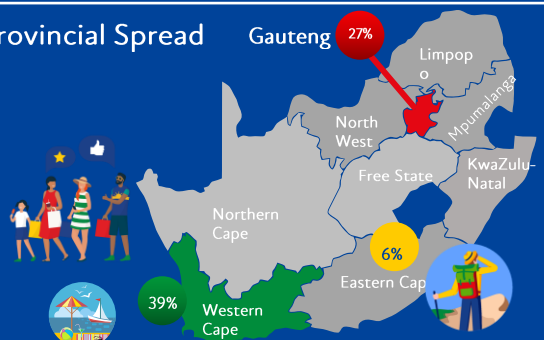 rovincial Spread
Gauteng 27%
Limpop
o
Mpumalanga
North
West
KwaZulu-
Natal
Free State
Northern
Cape
6%
Eastern Cap
39%
Western
Cape